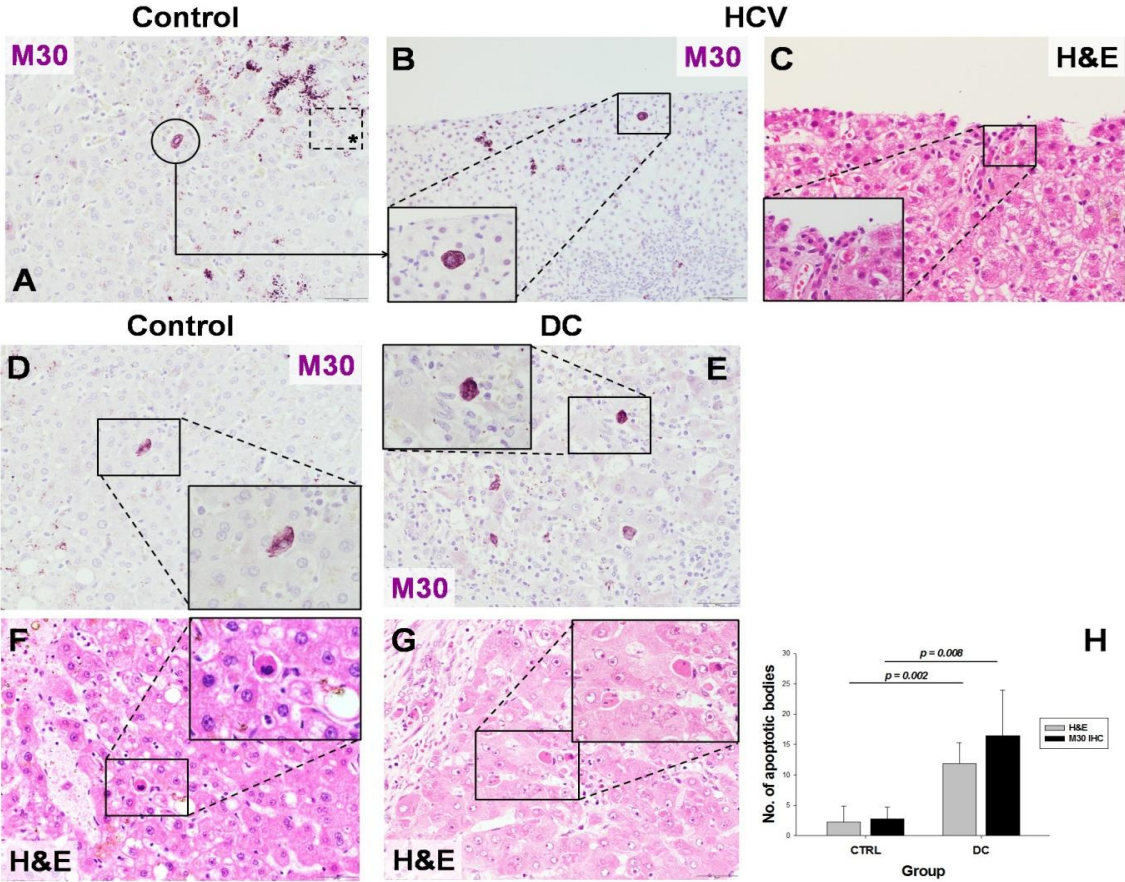 Control
HCV
M30
A
*
B
M30
C
H&E
Control
DC
D
M30
E
M30
F
H&E
G
H&E
H
p = 0.008
p = 0.002
No. of apoptotic bodies
30
25
20
15
10
5
0
CTRL
DC
Group
H&E
M30 IHC